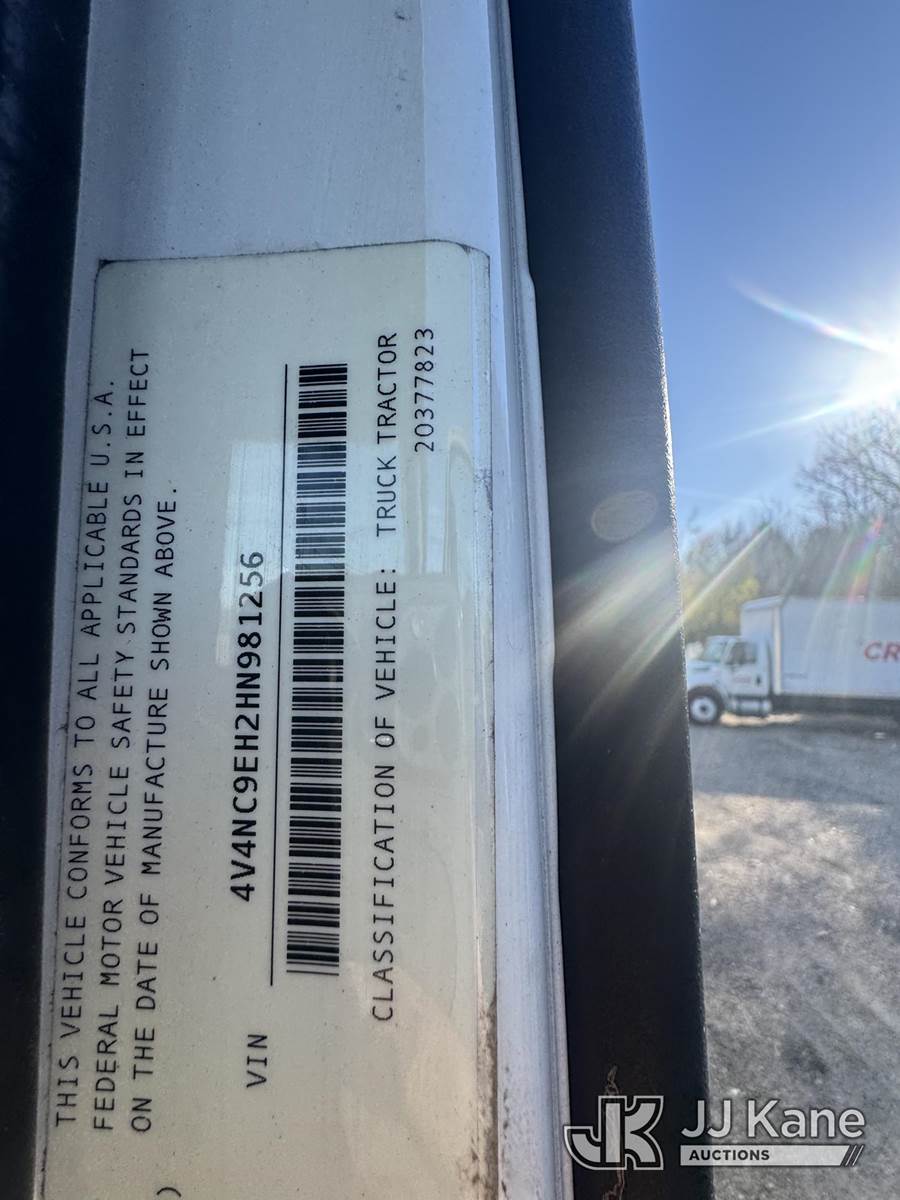 THIS VEHICLE CONFORMS TO ALL APPLICABLE U.S.A.
FEDERAL MOTOR VEHICLE SAFETY STANDARDS IN EFFECT
ON THE DATE OF MANUFACTURE SHOWN ABOVE.
VIN 4V4NC9EH2HN981256
CLASSIFICATION OF VEHICLE: TRUCK TRACTOR
20377823
)
CR
JK JJ Kane
AUCTIONS